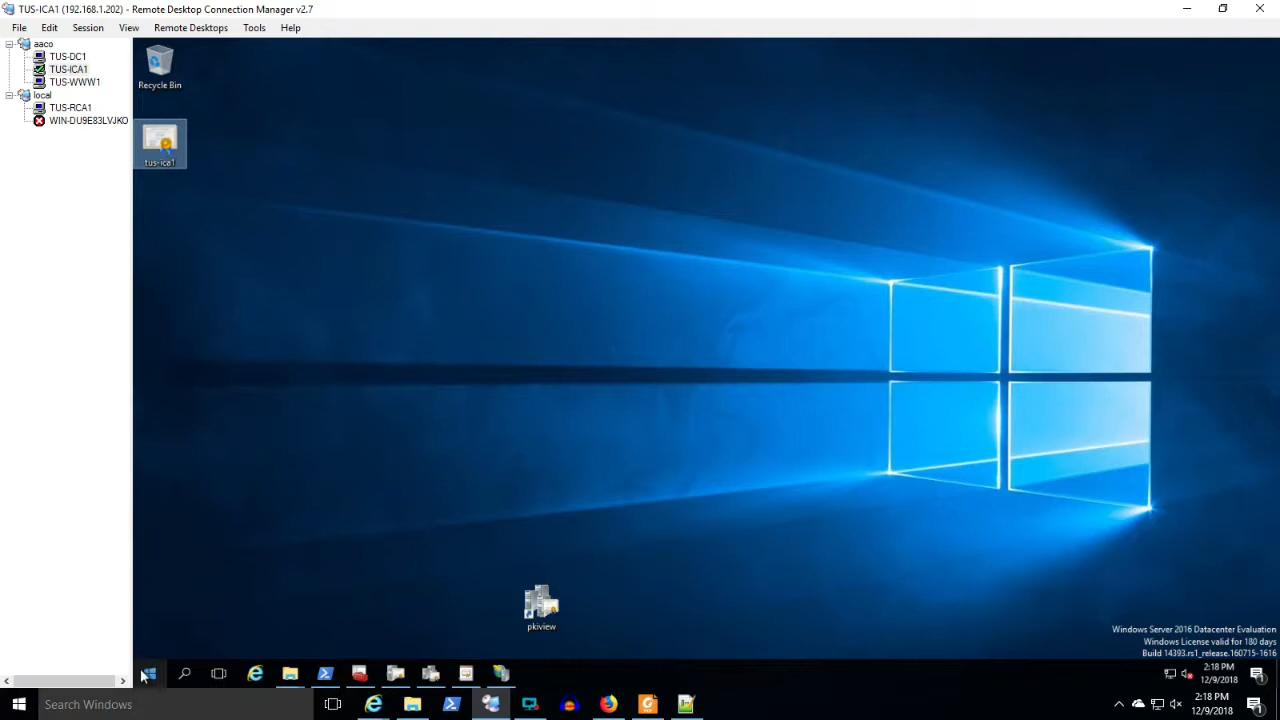 TUS-ICA1 (192.168.1.202) - Remote Desktop Connection Manager v2.7
File Edit Session View Remote Desktops Tools Help
aaco
TUS-DC1
TUS-ICA1
TUS-WWW1
local
TUS-RCA1
WIN-DU9E83LVJKO
Recycle Bin
tus-ica1
pkiview
Windows Server 2016 Datacenter Evaluation
Windows License valid for 180 days
Build 14393.rs1_release.160715-1616
2:18 PM
12/9/2018
Search Windows
2:18 PM
12/9/2018